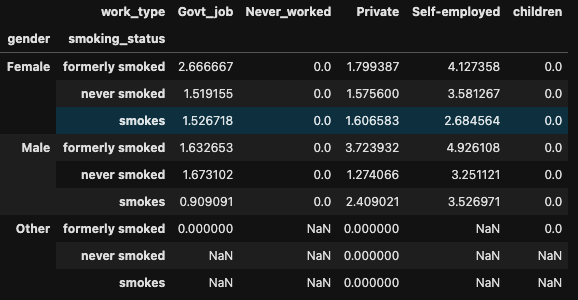 work_type Govt_job Never_worked Private Self-employed children
gender smoking_status
Female formerly smoked 2.666667 0.0 1.799387 4.127358 0.0
never smoked 1.519155 0.0 1.575600 3.581267 0.0
smokes 1.526718 0.0 1.606583 2.684564 0.0
Male formerly smoked 1.632653 0.0 3.723932 4.926108 0.0
never smoked 1.673102 0.0 1.274066 3.251121 0.0
smokes 0.909091 0.0 2.409021 3.526971 0.0
Other formerly smoked 0.000000 NaN 0.000000 NaN 0.0
never smoked NaN NaN 0.000000 NaN NaN
smokes NaN NaN 0.000000 NaN NaN